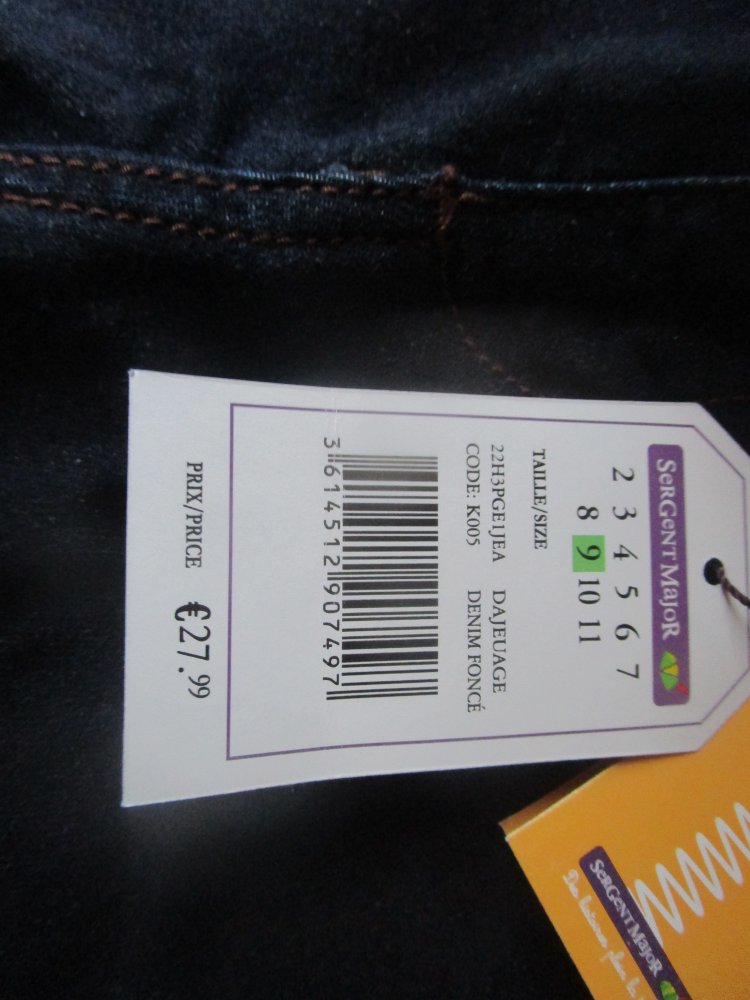 SeRGeNT MajoR
2 3 4 5 6 7
8 9 10 11
TAILLE/SIZE
22H3PGE1JEA DAJEUAGE
CODE: K005 DENIM FONCÉ
3 614512 907497
PRIX/PRICE €27.99
SeRGeNT MajoR